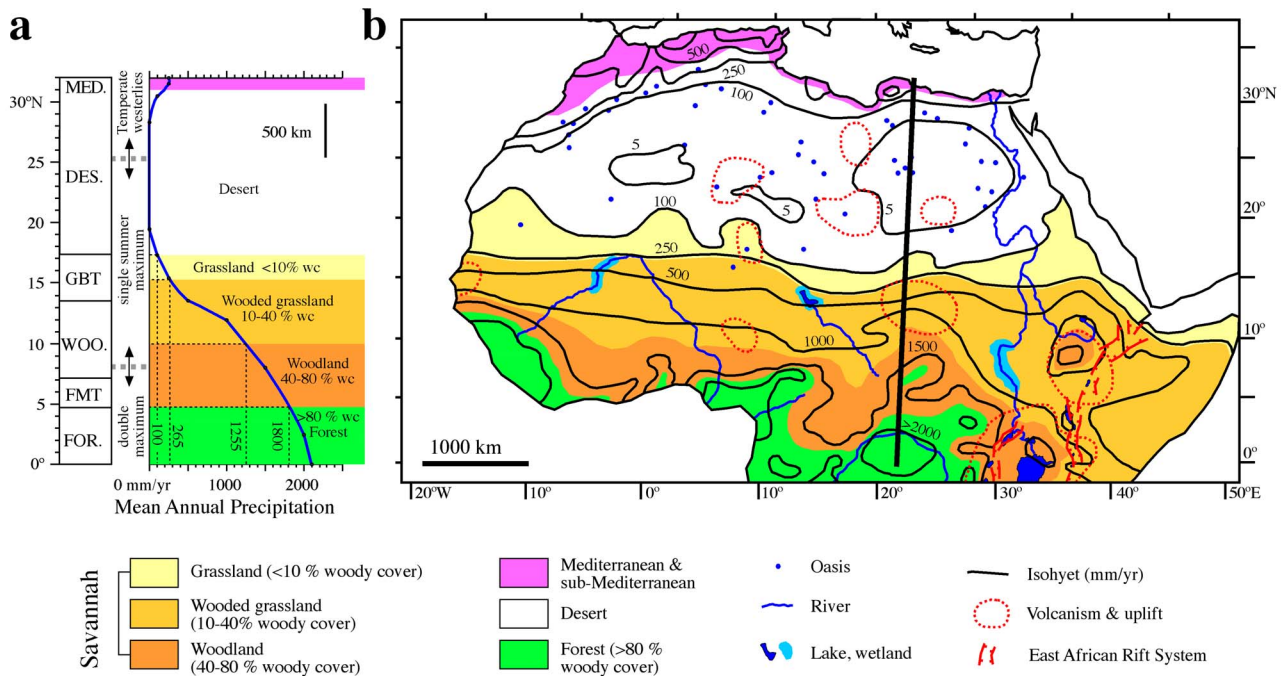 a
MED.
DES.
GBT
WOO.
FMT
FOR.
30°N
25
20
15
10
5
0°
Temperate
westerlies
single summer
maximum
double
maximum
500 km
Desert
Grassland <10% wc
Wooded grassland
10-40 % wc
Woodland
40-80 % wc
>80 % wc
Forest
100
265
1255
1800
0 mm/yr
1000
2000
Mean Annual Precipitation
b
500
250
100
5
5
5
100
250
500
1000
1500
>2000
1000 km
30°N
20°
10°
0°
20°W
10°
0°
10°
20°
30°
40°
50°E
Savannah
Grassland (<10 % woody cover)
Wooded grassland
(10-40% woody cover)
Woodland
(40-80 % woody cover)
Mediterranean &
sub-Mediterranean
Desert
Forest (>80 %
woody cover)
Oasis
River
Lake, wetland
Isohyet (mm/yr)
Volcanism & uplift
East African Rift System